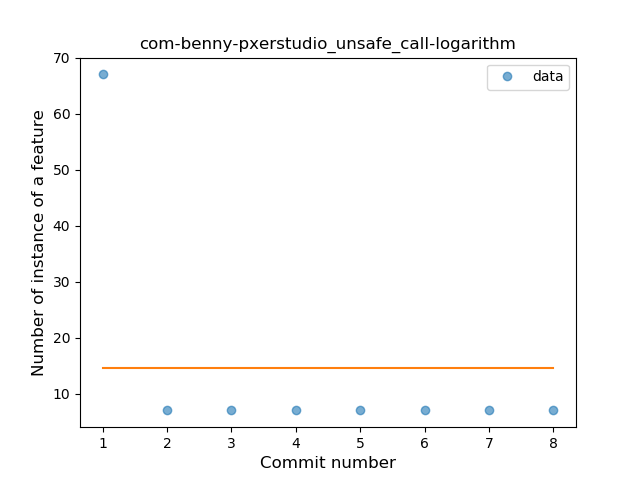 com-benny-pxerstudio_unsafe_call-logarithm
data
Number of instance of a feature
70
60
50
40
30
20
10
1 2 3 4 5 6 7 8
Commit number